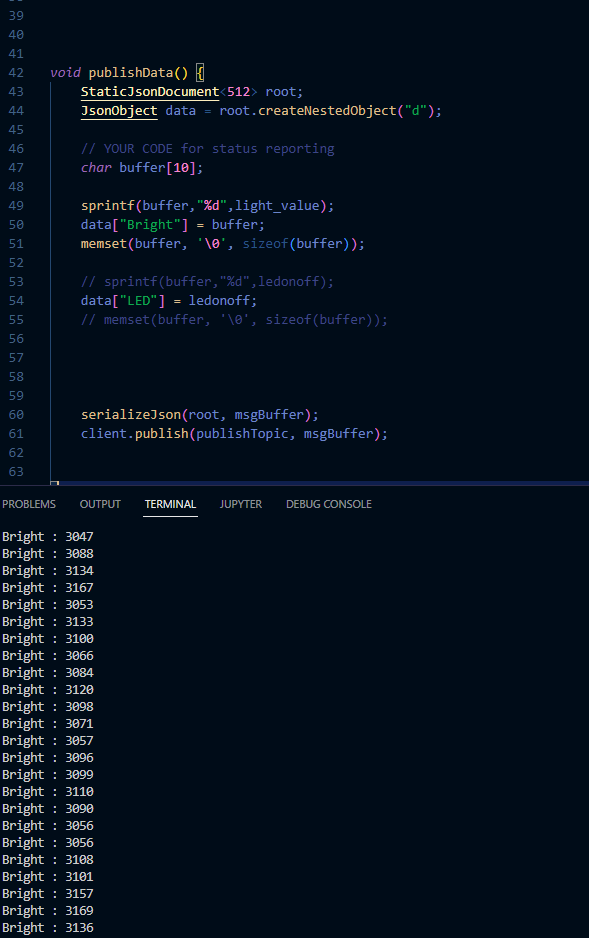 39
40
41
42 void publishData() {
43 StaticJsonDocument<512> root;
44 JsonObject data = root.createNestedObject("d");
45
46 // YOUR CODE for status reporting
47 char buffer[10];
48
49 sprintf(buffer,"%d",light_value);
50 data["Bright"] = buffer;
51 memset(buffer, '\0', sizeof(buffer));
52
53 // sprintf(buffer,"%d",ledonoff);
54 data["LED"] = ledonoff;
55 // memset(buffer, '\0', sizeof(buffer));
56
57
58
59
60 serializeJson(root, msgBuffer);
61 client.publish(publishTopic, msgBuffer);
62
63
PROBLEMS OUTPUT TERMINAL JUPYTER DEBUG CONSOLE
Bright : 3047
Bright : 3088
Bright : 3134
Bright : 3167
Bright : 3053
Bright : 3133
Bright : 3100
Bright : 3066
Bright : 3084
Bright : 3120
Bright : 3098
Bright : 3071
Bright : 3057
Bright : 3096
Bright : 3099
Bright : 3110
Bright : 3090
Bright : 3056
Bright : 3056
Bright : 3108
Bright : 3101
Bright : 3157
Bright : 3169
Bright : 3136